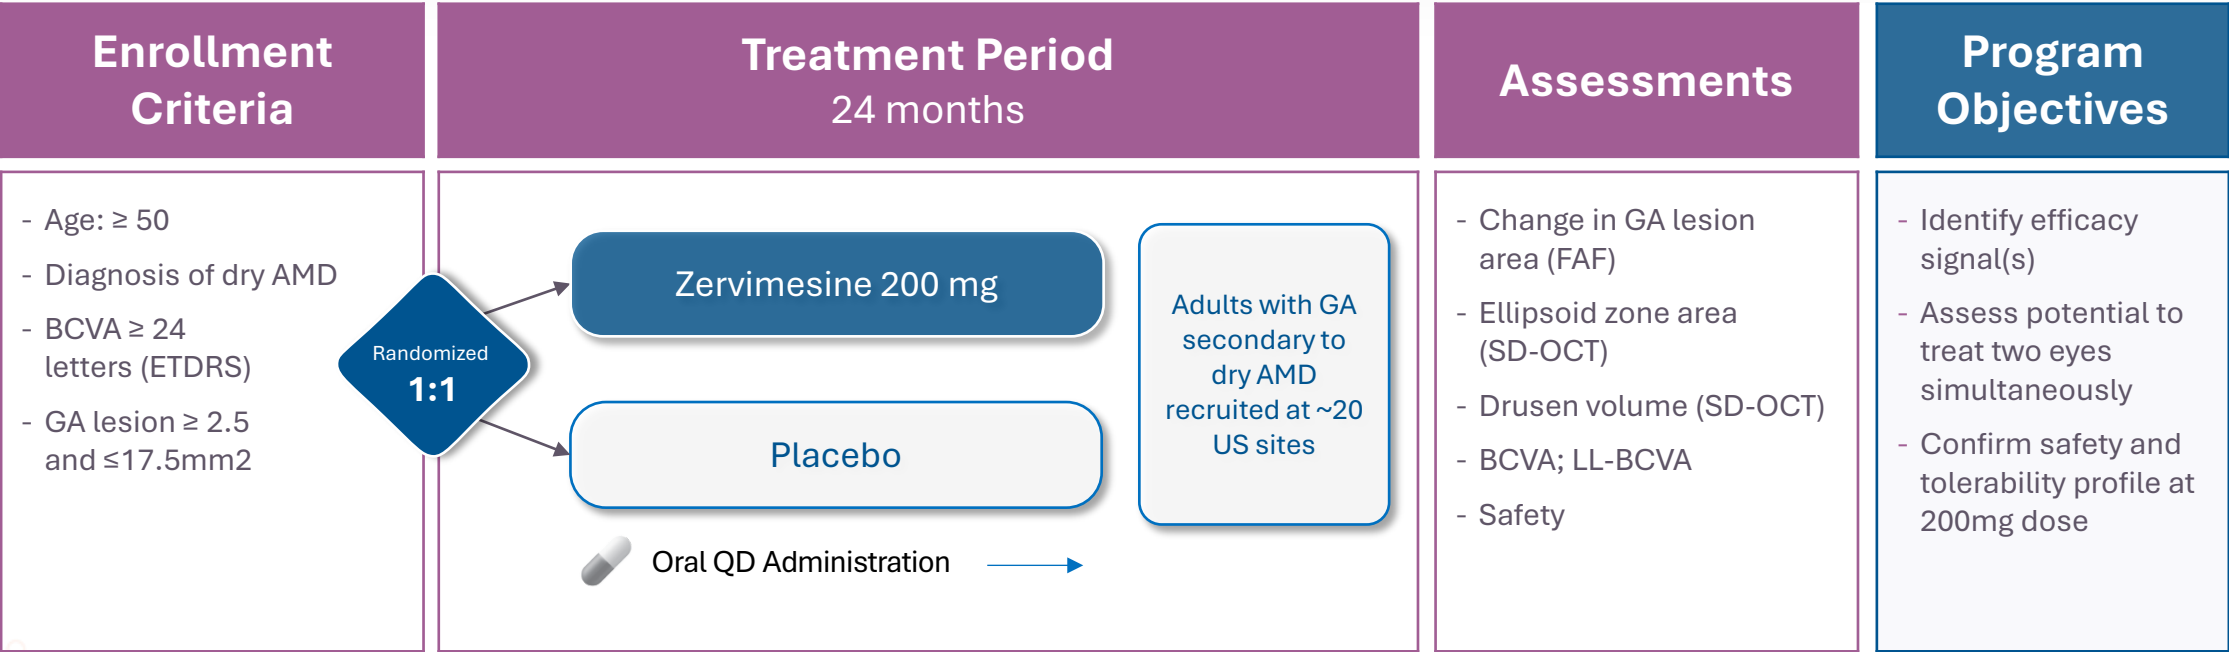 Enrollment
Criteria
- Age: ≥ 50
- Diagnosis of dry AMD
- BCVA ≥ 24
letters (ETDRS)
- GA lesion ≥ 2.5
and ≤17.5mm2
Treatment Period
24 months
Randomized
1:1
Zervimesine 200 mg
Placebo
Oral QD Administration
Adults with GA
secondary to
dry AMD
recruited at ~20
US sites
Assessments
- Change in GA lesion
area (FAF)
- Ellipsoid zone area
(SD-OCT)
- Drusen volume (SD-OCT)
- BCVA; LL-BCVA
- Safety
Program
Objectives
- Identify efficacy
signal(s)
- Assess potential to
treat two eyes
simultaneously
- Confirm safety and
tolerability profile at
200mg dose